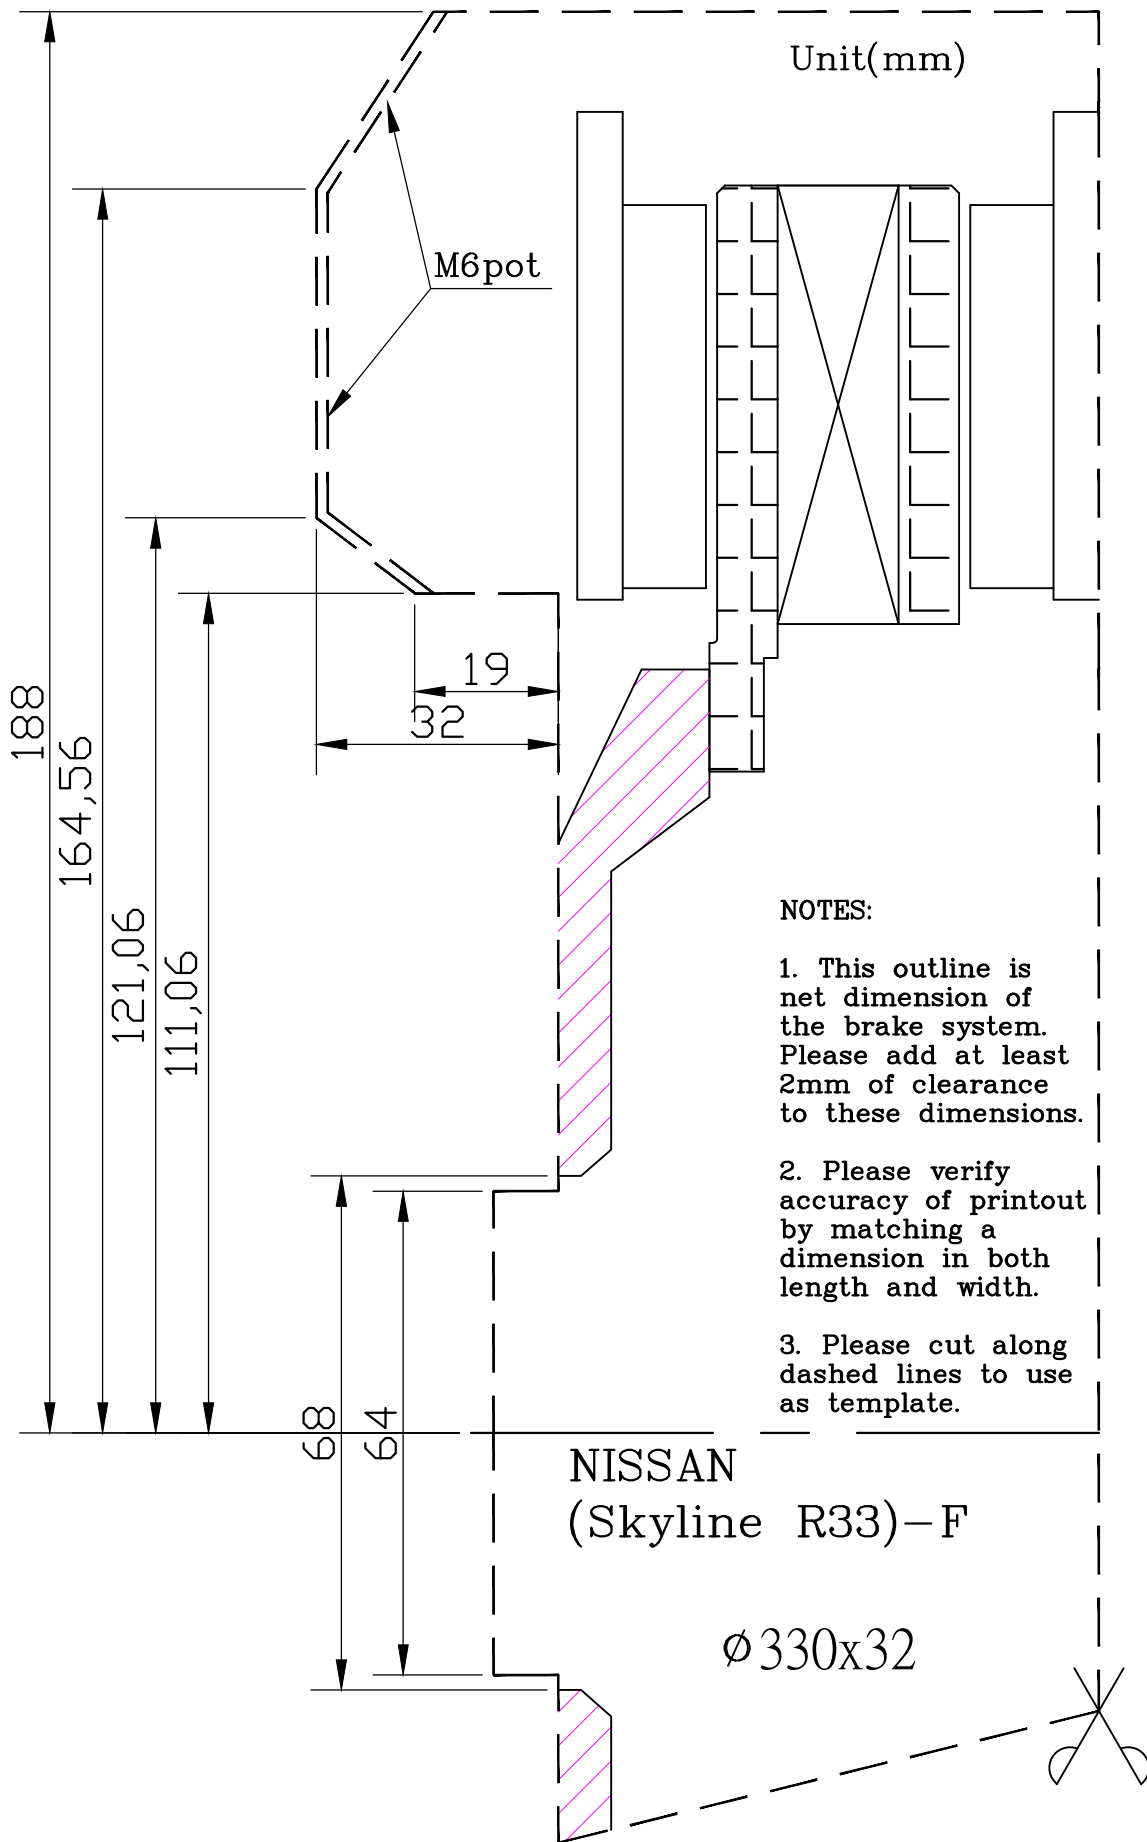 Unit(mm)
M6pot
19
32
188
164,56
121,06
111,06
NOTES:
1. This outline is
net dimension of
the brake system.
Please add at least
2mm of clearance
to these dimensions.
2. Please verify
accuracy of printout
by matching a
dimension in both
length and width.
3. Please cut along
dashed lines to use
as template.
68
64
NISSAN
(Skyline R33)-F
Ø330x32